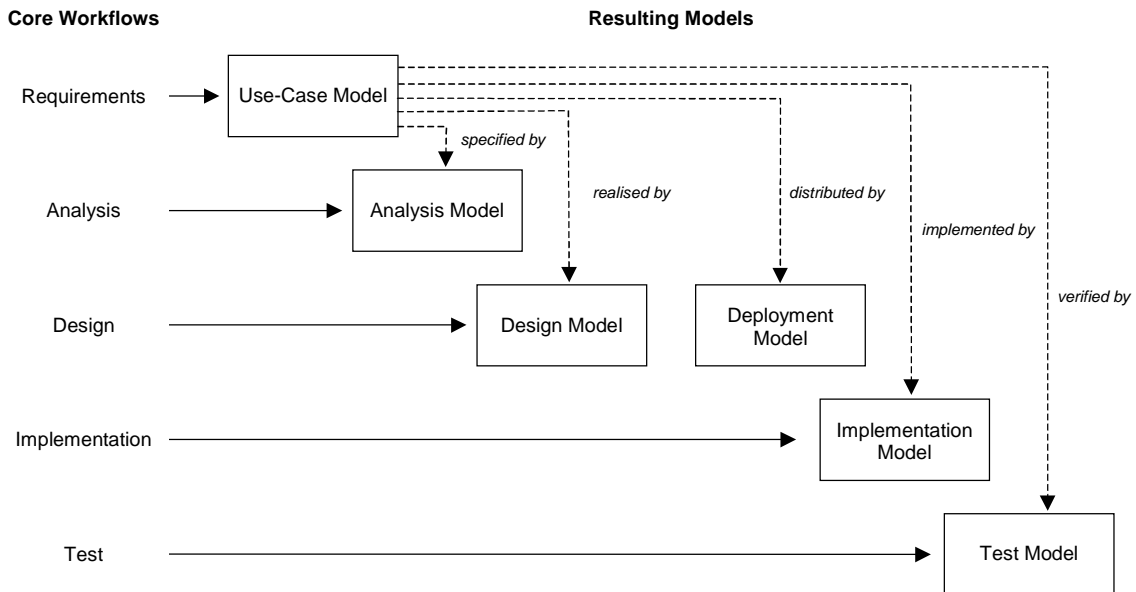 Core Workflows
Resulting Models
Requirements
Use-Case Model
specified by
realised by
distributed by
implemented by
verified by
Analysis
Analysis Model
Design
Design Model
Deployment
Model
Implementation
Implementation
Model
Test
Test Model